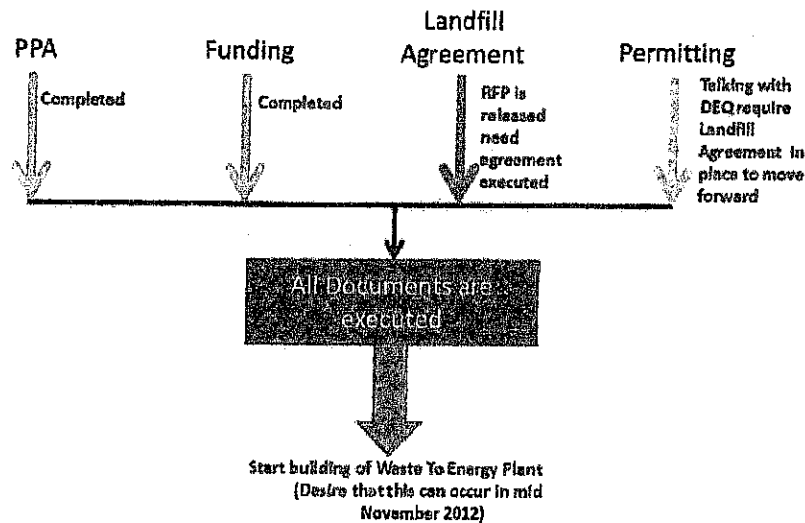 PPA
Completed
Funding
Completed
Landfill
Agreement
RFP is
released
need
agreement
executed
Permitting
Talking with
DEQ require
Landfill
Agreement in
place to move
forward
All Documents are
executed
Start building of Waste To Energy Plant
(Desire that this can occur in mid
November 2012)